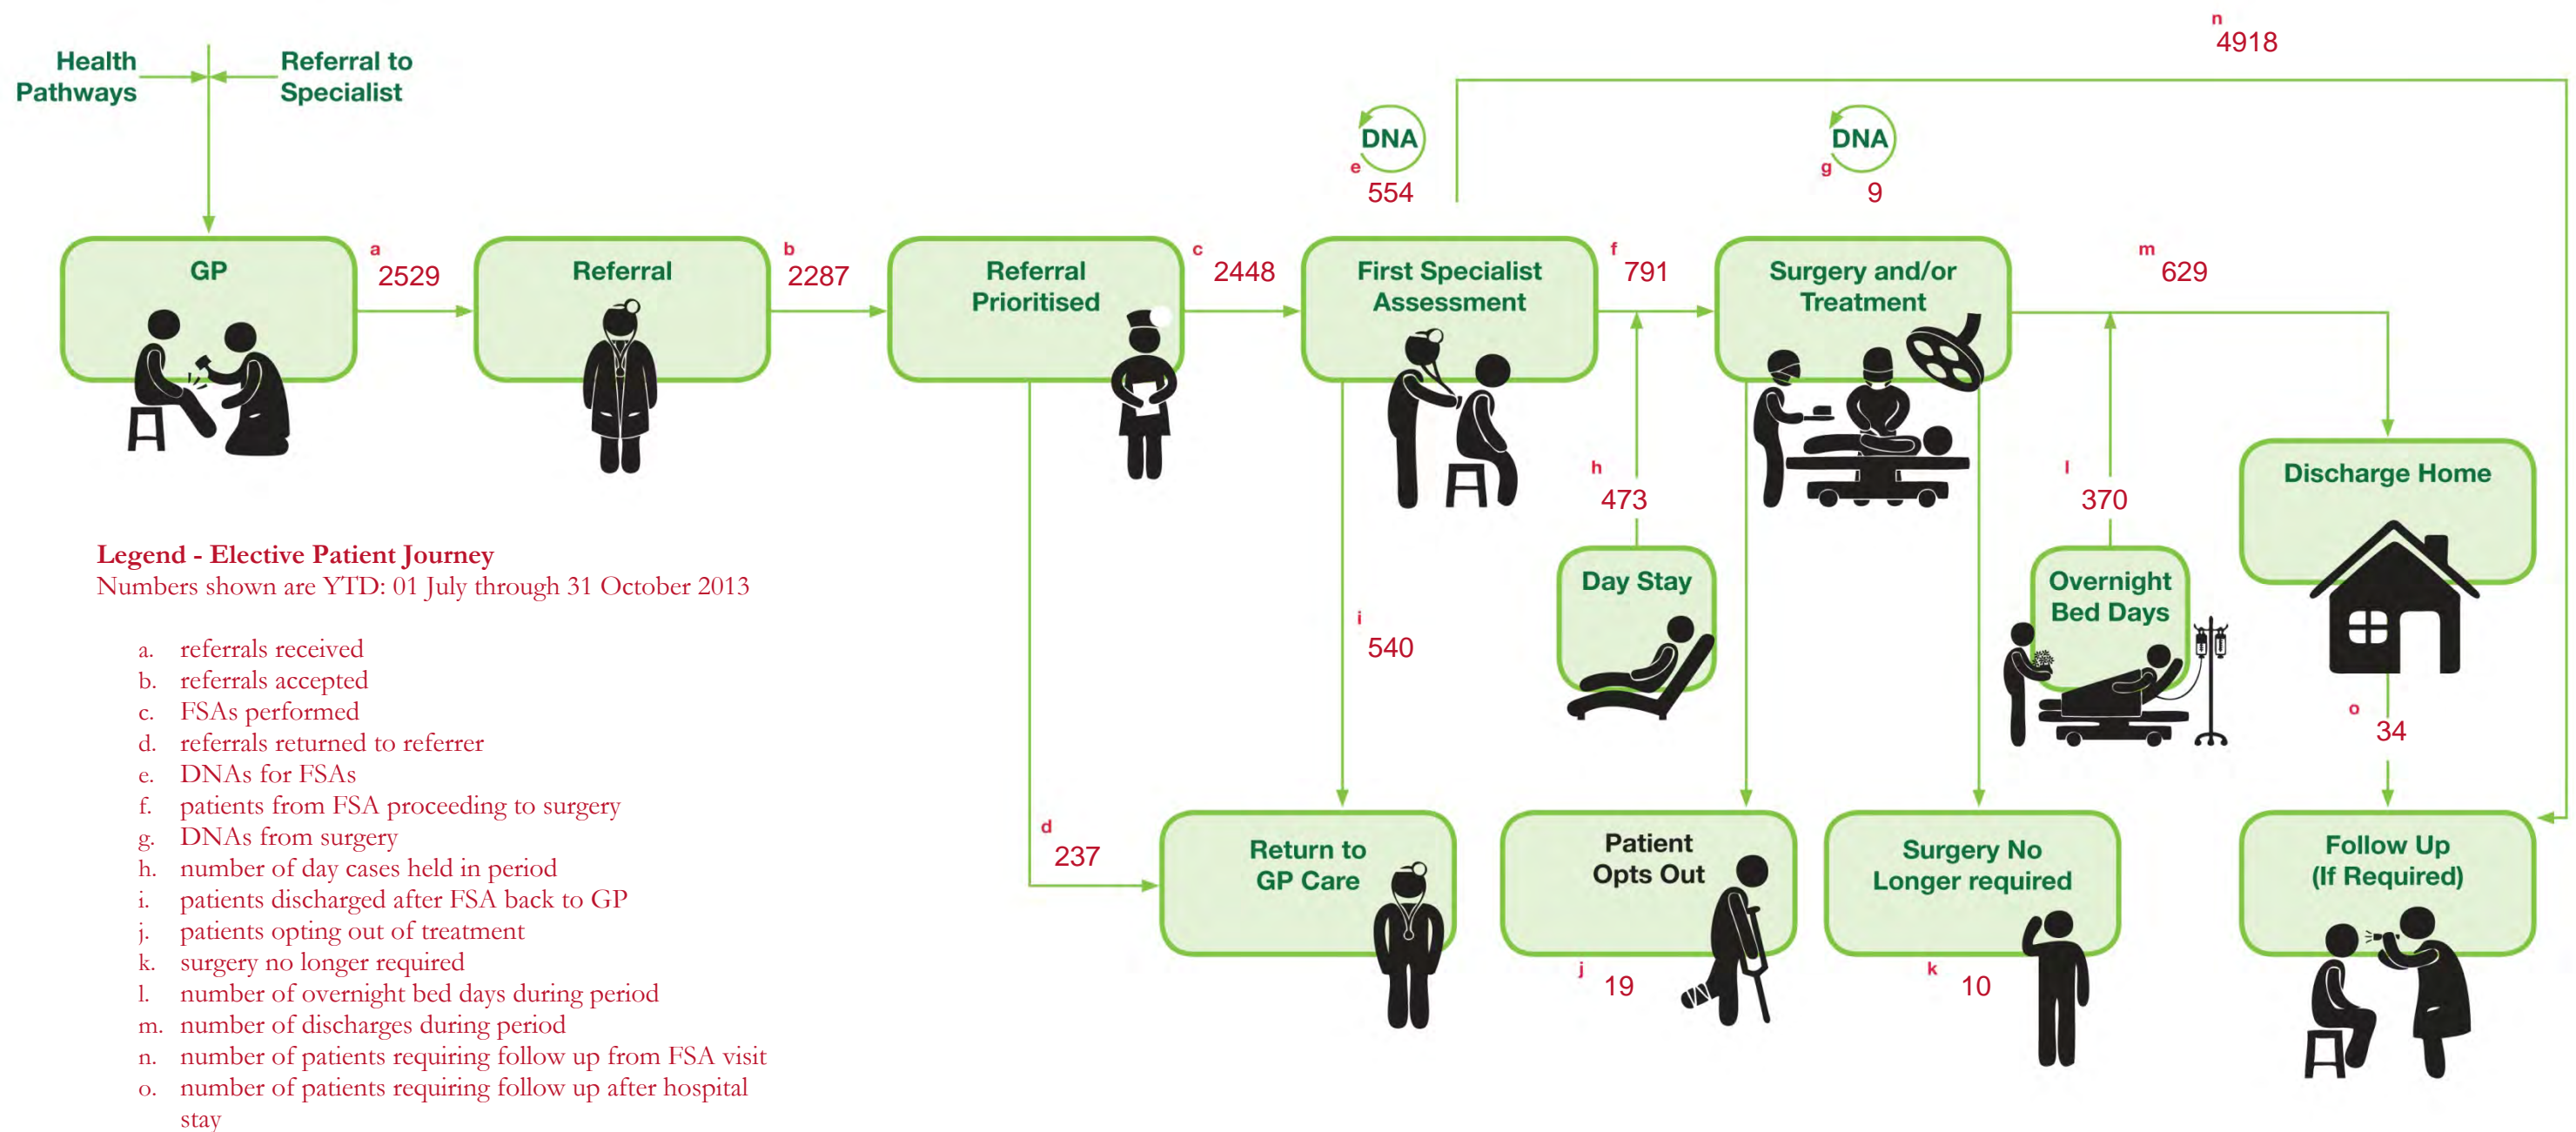 n
4918
Health
Pathways
Referral to
Specialist
DNA
e
554
DNA
g
9
GP
a
2529
Referral
b
2287
Referral
Prioritised
c
2448
First Specialist
Assessment
f
791
Surgery and/or
Treatment
m
629
h
473
l
370
Discharge Home
Day Stay
Overnight
Bed Days
i
540
o
34
d
237
Return to
GP Care
Patient
Opts Out
j
19
Surgery No
Longer required
k
10
Follow Up
(If Required)
Legend - Elective Patient Journey
Numbers shown are YTD: 01 July through 31 October 2013
a. referrals received
b. referrals accepted
c. FSAs performed
d. referrals returned to referrer
e. DNAs for FSAs
f. patients from FSA proceeding to surgery
g. DNAs from surgery
h. number of day cases held in period
i. patients discharged after FSA back to GP
j. patients opting out of treatment
k. surgery no longer required
l. number of overnight bed days during period
m. number of discharges during period
n. number of patients requiring follow up from FSA visit
o. number of patients requiring follow up after hospital
stay